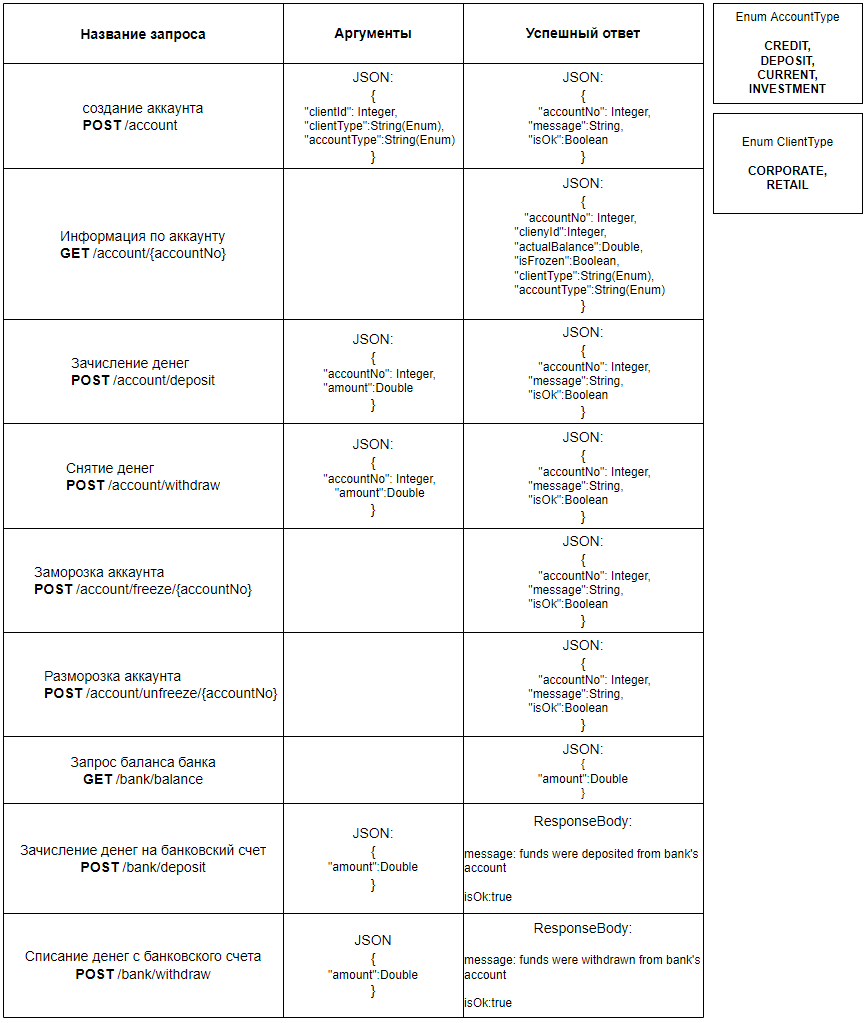 Название запроса
Аргументы
Успешный ответ
создание аккаунта
POST /account
JSON:
{
"clientId": Integer,
"clientType":String(Enum),
"accountType":String(Enum)
}
JSON:
{
"accountNo": Integer,
"message":String,
"isOk":Boolean
}
Информация по аккаунту
GET /account/{accountNo}
JSON:
{
"accountNo": Integer,
"clienyId":Integer,
"actualBalance":Double,
"isFrozen":Boolean,
"clientType":String(Enum),
"accountType":String(Enum)
}
Зачисление денег
POST /account/deposit
JSON:
{
"accountNo": Integer,
"amount":Double
}
JSON:
{
"accountNo": Integer,
"message":String,
"isOk":Boolean
}
Снятие денег
POST /account/withdraw
JSON:
{
"accountNo": Integer,
"amount":Double
}
JSON:
{
"accountNo": Integer,
"message":String,
"isOk":Boolean
}
Заморозка аккаунта
POST /account/freeze/{accountNo}
JSON:
{
"accountNo": Integer,
"message":String,
"isOk":Boolean
}
Разморозка аккаунта
POST /account/unfreeze/{accountNo}
JSON:
{
"accountNo": Integer,
"message":String,
"isOk":Boolean
}
Запрос баланса банка
GET /bank/balance
JSON:
{
"amount":Double
}
Зачисление денег на банковский счет
POST /bank/deposit
JSON:
{
"amount":Double
}
ResponseBody:
message: funds were deposited from bank's
account
isOk:true
Списание денег с банковского счета
POST /bank/withdraw
JSON
{
"amount":Double
}
ResponseBody:
message: funds were withdrawn from bank's
account
isOk:true
Enum AccountType
CREDIT,
DEPOSIT,
CURRENT,
INVESTMENT
Enum ClientType
CORPORATE,
RETAIL